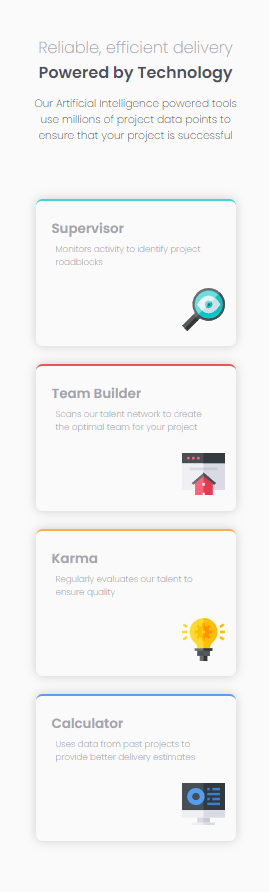 Reliable, efficient delivery
Powered by Technology
Our Artificial Intelligence powered tools
use millions of project data points to
ensure that your project is successful
Supervisor
Monitors activity to identify project
roadblocks
Team Builder
Scans our talent network to create
the optimal team for your project
Karma
Regularly evaluates our talent to
ensure quality
Calculator
Uses data from past projects to
provide better delivery estimates